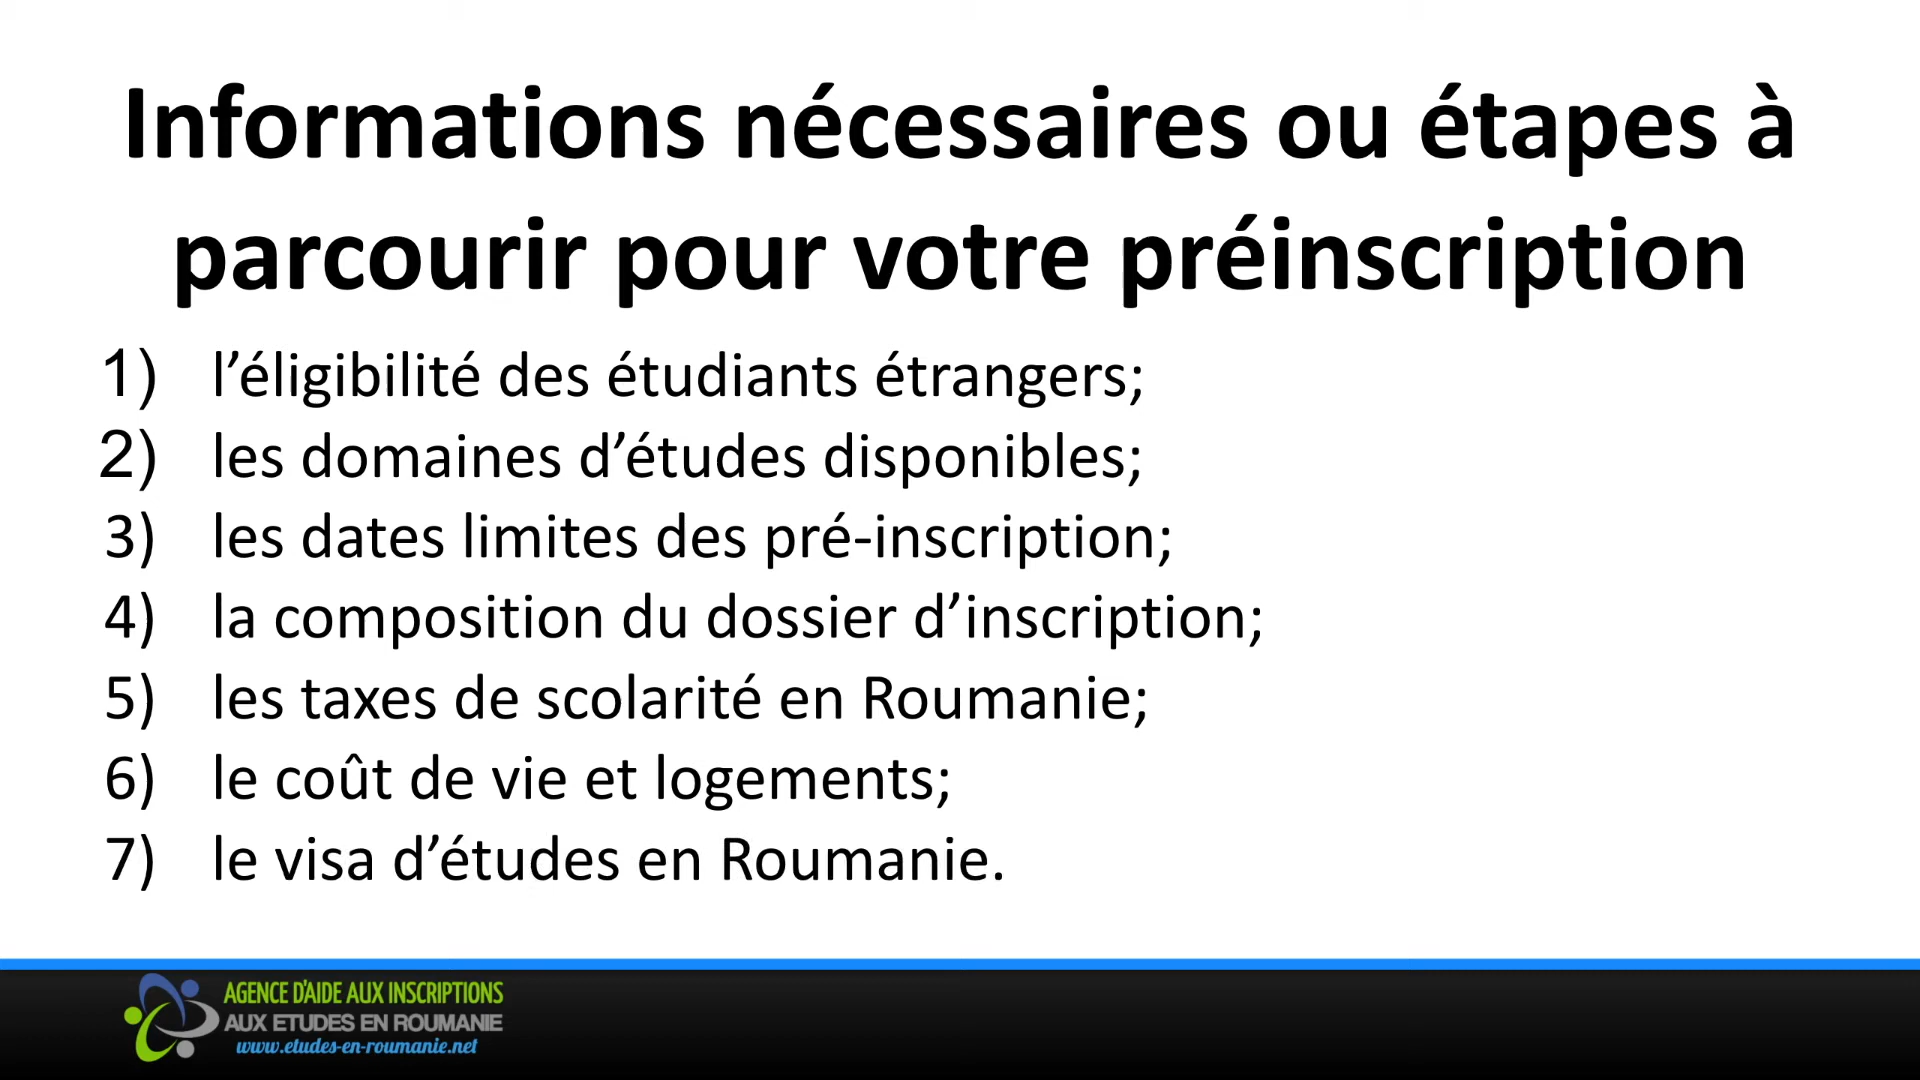 Informations nécessaires ou étapes à
parcourir pour votre préinscription
1) l’éligibilité des étudiants étrangers;
2) les domaines d’études disponibles;
3) les dates limites des pré-inscription;
4) la composition du dossier d’inscription;
5) les taxes de scolarité en Roumanie;
6) le coût de vie et logements;
7) le visa d’études en Roumanie.
AGENCE D'AIDE AUX INSCRIPTIONS
AUX ETUDES EN ROUMANIE
www.etudes-en-roumanie.net